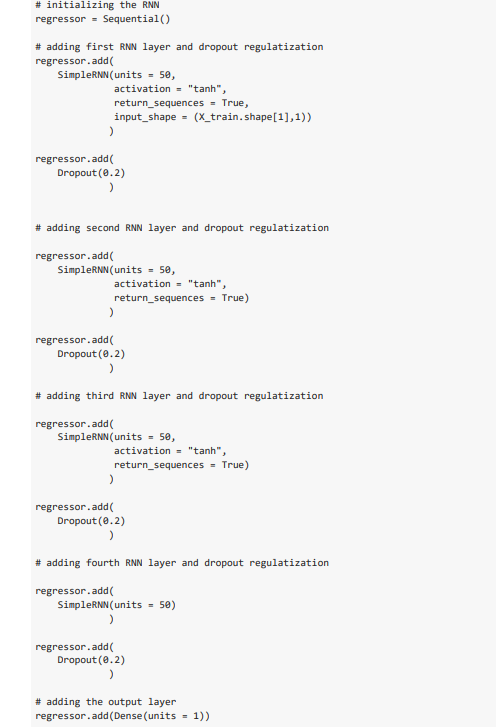 # initializing the RNN
regressor = Sequential()
# adding first RNN layer and dropout regulatization
regressor.add(
SimpleRNN(units = 50,
activation = "tanh",
return_sequences = True,
input_shape = (X_train.shape[1],1))
)
regressor.add(
Dropout(0.2)
)
# adding second RNN layer and dropout regulatization
regressor.add(
SimpleRNN(units = 50,
activation = "tanh",
return_sequences = True)
)
regressor.add(
Dropout(0.2)
)
# adding third RNN layer and dropout regulatization
regressor.add(
SimpleRNN(units = 50,
activation = "tanh",
return_sequences = True)
)
regressor.add(
Dropout(0.2)
)
# adding fourth RNN layer and dropout regulatization
regressor.add(
SimpleRNN(units = 50)
)
regressor.add(
Dropout(0.2)
)
# adding the output layer
regressor.add(Dense(units = 1))